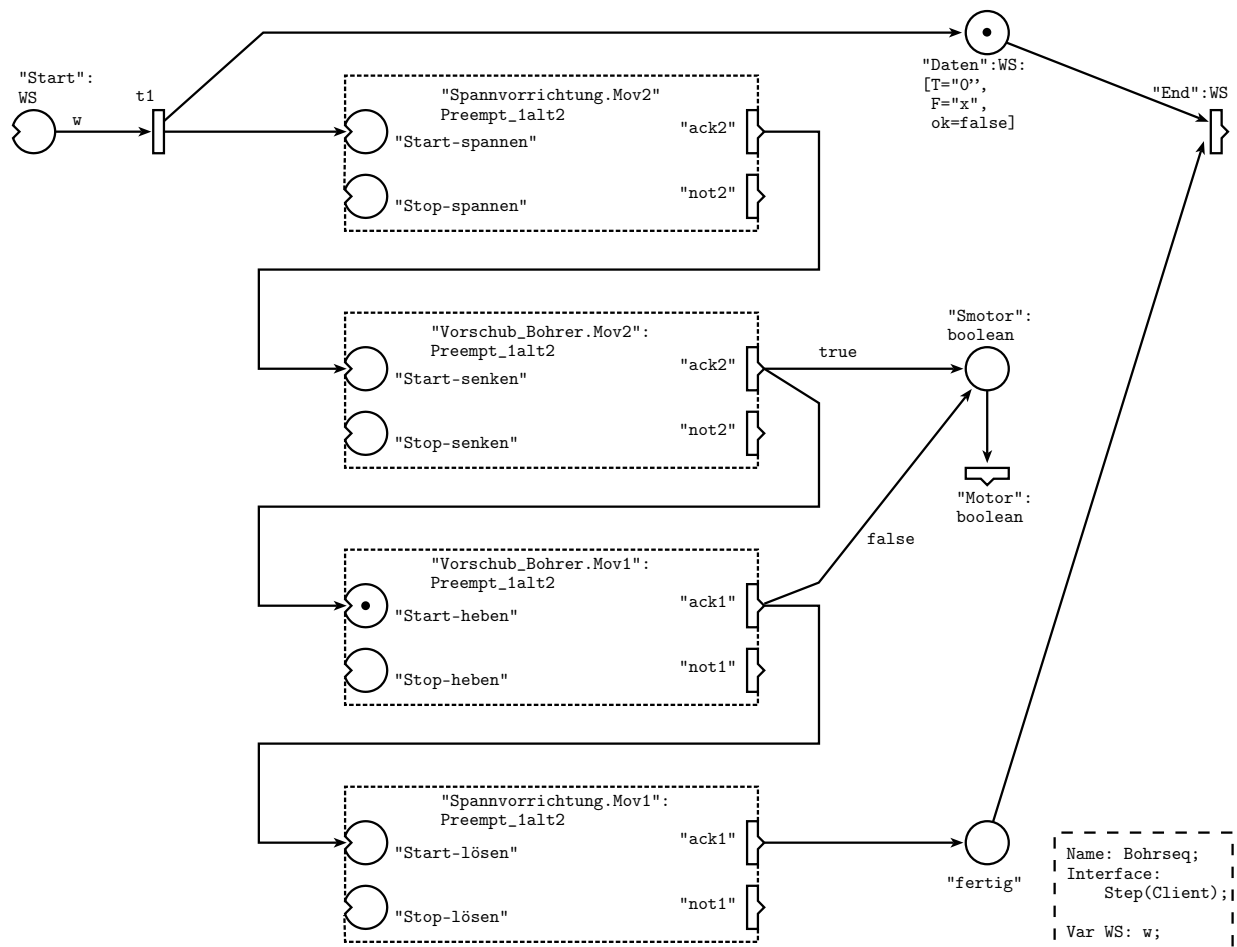 "Start":
WS
w
t1
"Daten":WS:
[T="0”,
F="x",
ok=false]
"End":WS
"Spannvorrichtung.Mov2"
Preempt_1alt2
"Start-spannen"
"ack2"
"Stop-spannen"
"not2"
"Vorschub_Bohrer.Mov2":
Preempt_1alt2
"Start-senken"
"ack2"
"Stop-senken"
"not2"
true
"Smotor":
boolean
"Motor":
boolean
false
"Vorschub_Bohrer.Mov1":
Preempt_1alt2
"Start-heben"
"ack1"
"Stop-heben"
"not1"
"Spannvorrichtung.Mov1":
Preempt_1alt2
"Start-lösen"
"ack1"
"Stop-lösen"
"not1"
"fertig"
Name: Bohrseq;
Interface:
Step(Client);
Var WS: w;